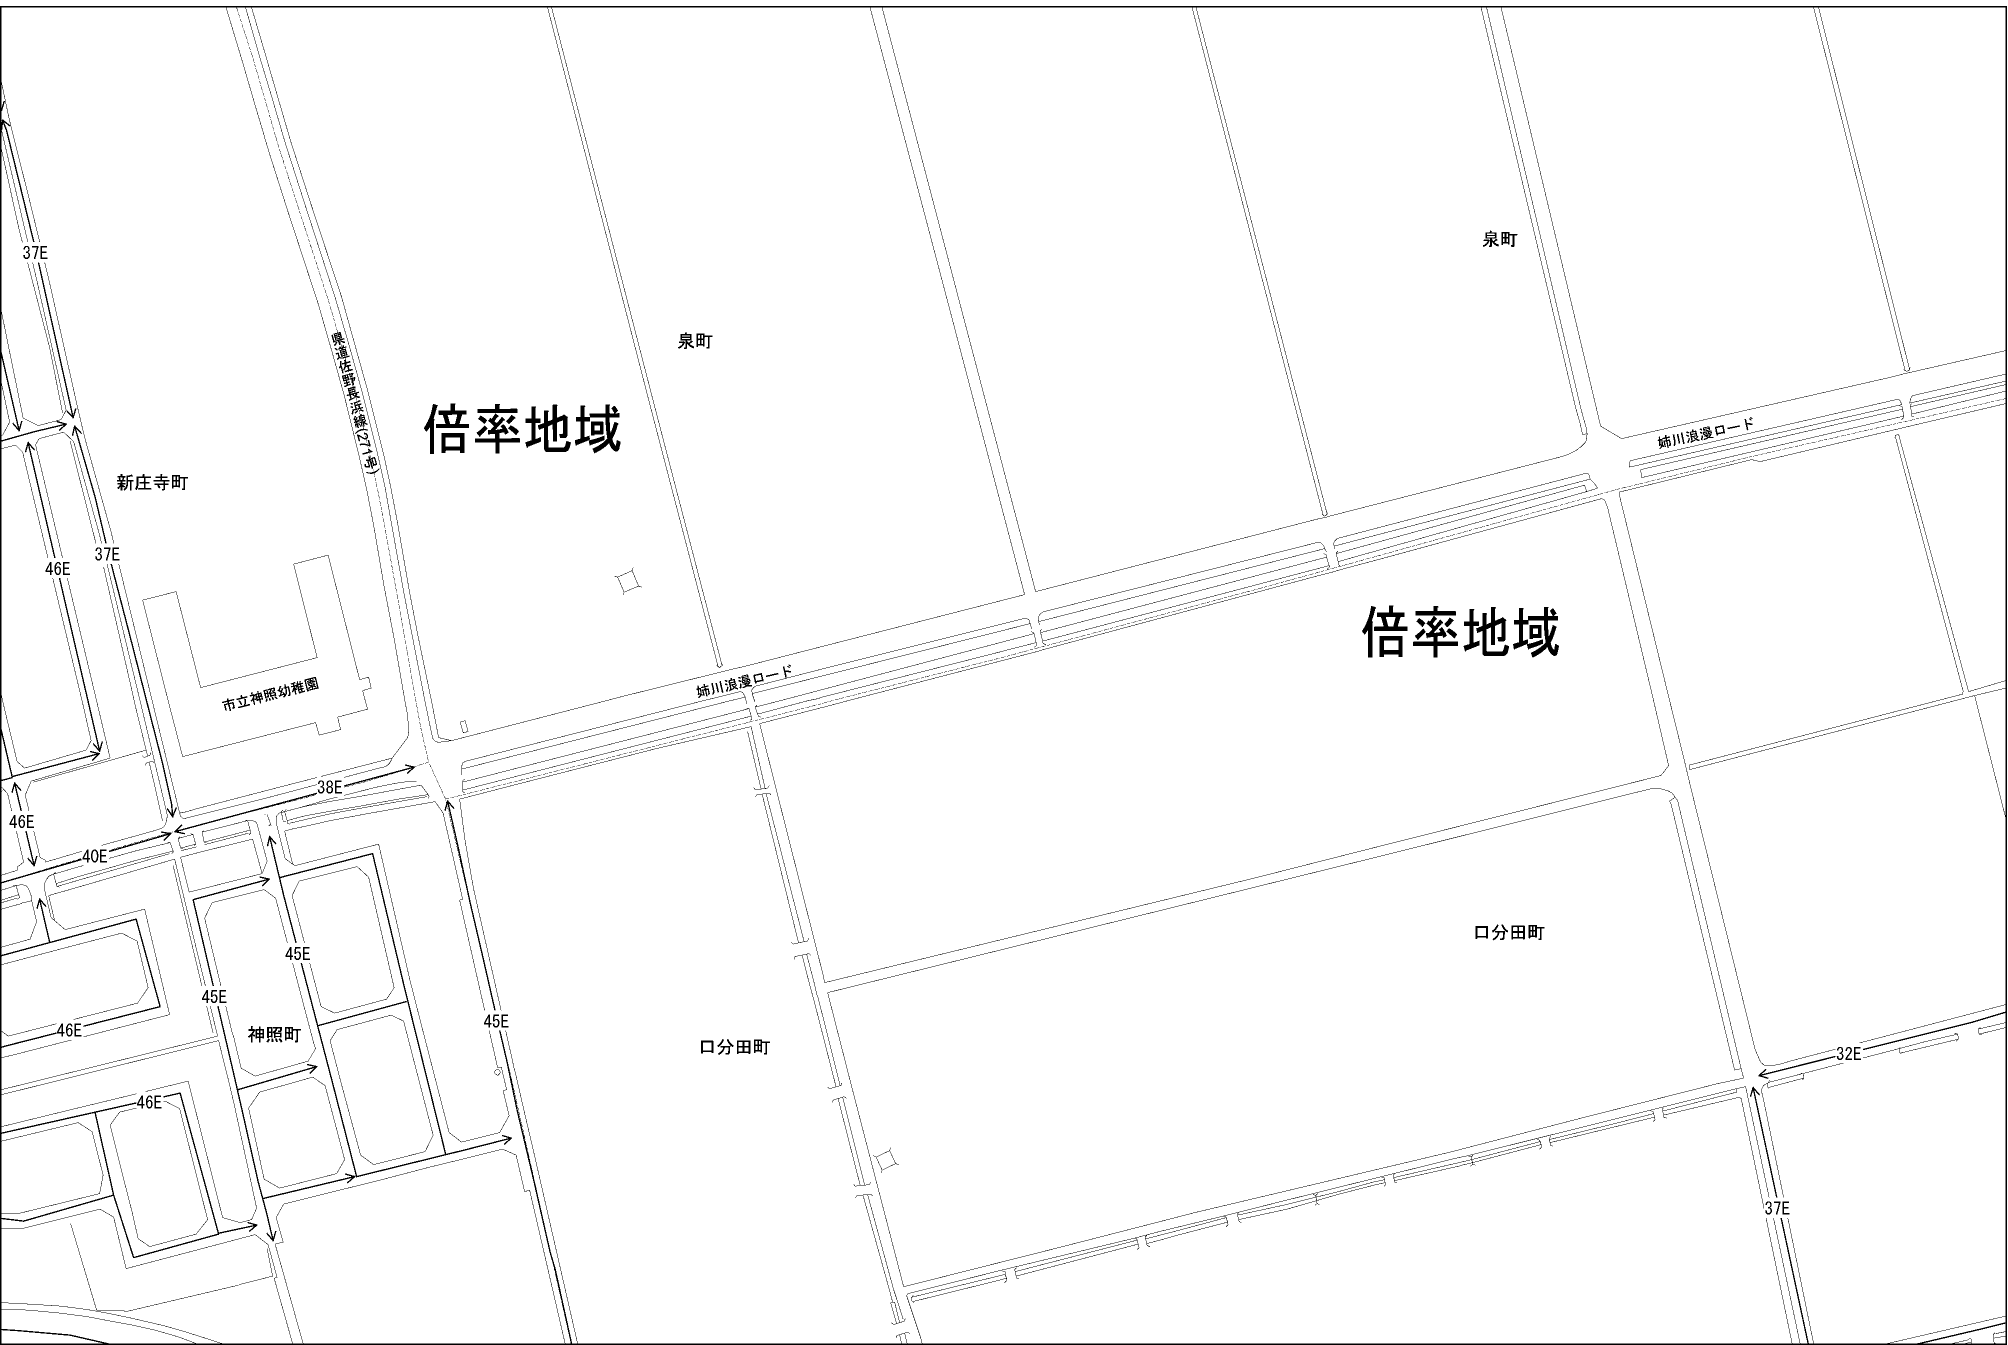 37E
泉町
県道佐野長浜線(271号)
泉町
倍率地域
姉川浪漫ロード
新庄寺町
37E
46E
倍率地域
市立神照幼稚園
姉川浪漫ロード
38E
46E
40E
口分田町
45E
45E
46E
神照町
45E
口分田町
32E
46E
37E